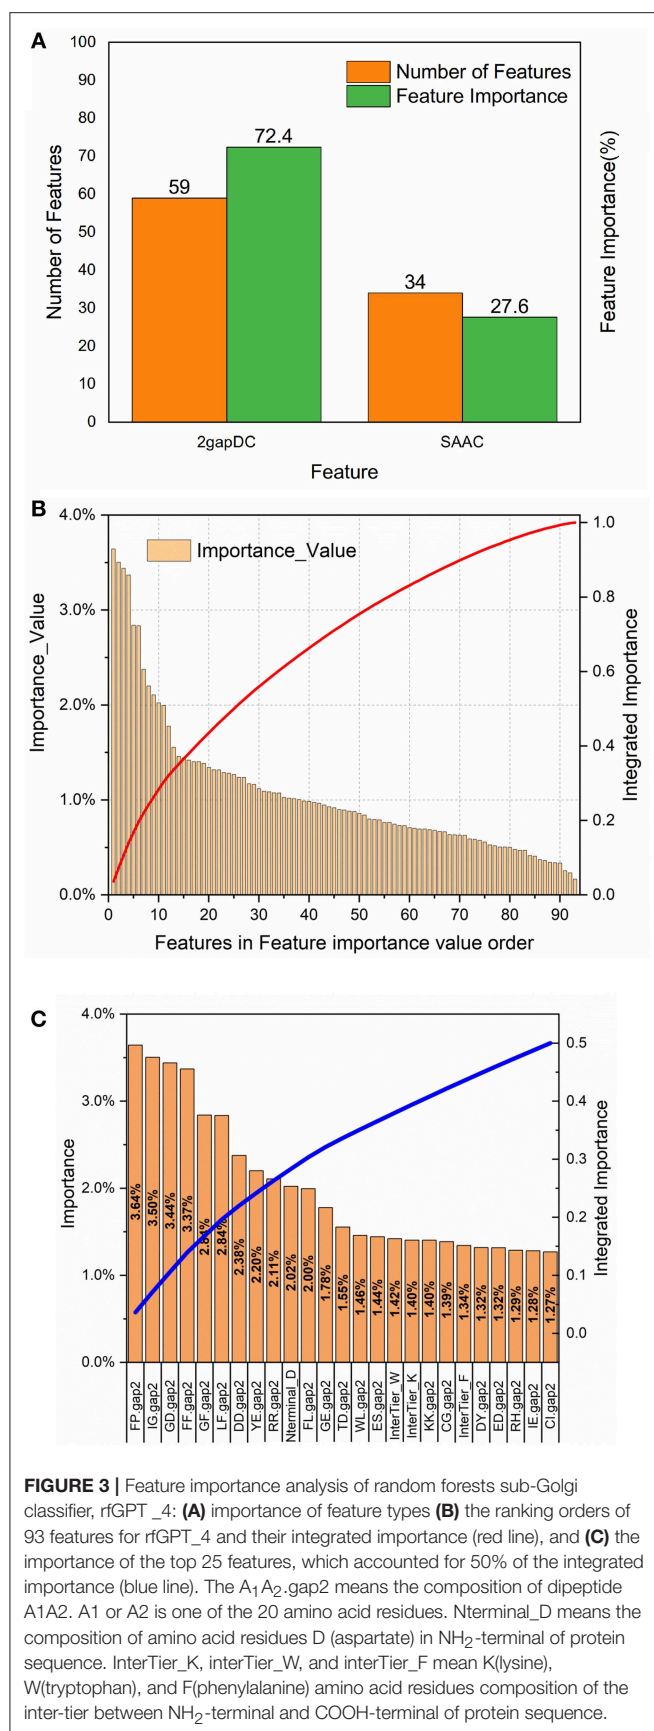 A
100
90
80
70
60
50
40
30
20
10
0
Number of Features
Number of Features
Feature Importance
59
72.4
34
27.6
Feature Importance(%)
2gapDC
SAAC
Feature
B
4.0%
3.0%
2.0%
1.0%
0.0%
Importance_Value
Importance_Value
1.0
0.8
0.6
0.4
0.2
0.0
Integrated Importance
0
10
20
30
40
50
60
70
80
90
Features in Feature importance value order
C
4.0%
3.0%
2.0%
1.0%
0.0%
Importance
3.64%
3.50%
3.44%
3.37%
2.84%
2.84%
2.38%
2.20%
2.11%
2.02%
2.00%
1.78%
1.55%
1.46%
1.44%
1.42%
1.40%
1.40%
1.39%
1.34%
1.32%
1.32%
1.29%
1.28%
1.27%
0.5
0.4
0.3
0.2
0.1
0.0
Integrated Importance
FP.gap2
IG.gap2
GD.gap2
FF.gap2
GF.gap2
LF.gap2
DD.gap2
YE.gap2
RR.gap2
Nterminal_D
FL.gap2
GE.gap2
TD.gap2
WL.gap2
ES.gap2
InterTier_W
InterTier_K
KK.gap2
CG.gap2
InterTier_F
DY.gap2
ED.gap2
RH.gap2
IE.gap2
CI.gap2
FIGURE 3 | Feature importance analysis of random forests sub-Golgi
classifier, rfGPT _4: (A) importance of feature types (B) the ranking orders of
93 features for rfGPT_4 and their integrated importance (red line), and (C) the
importance of the top 25 features, which accounted for 50% of the integrated
importance (blue line). The A1A2.gap2 means the composition of dipeptide
A1A2. A1 or A2 is one of the 20 amino acid residues. Nterminal_D means the
composition of amino acid residues D (aspartate) in NH2-terminal of protein
sequence. InterTier_K, interTier_W, and interTier_F mean K(lysine),
W(tryptophan), and F(phenylalanine) amino acid residues composition of the
inter-tier between NH2-terminal and COOH-terminal of protein sequence.